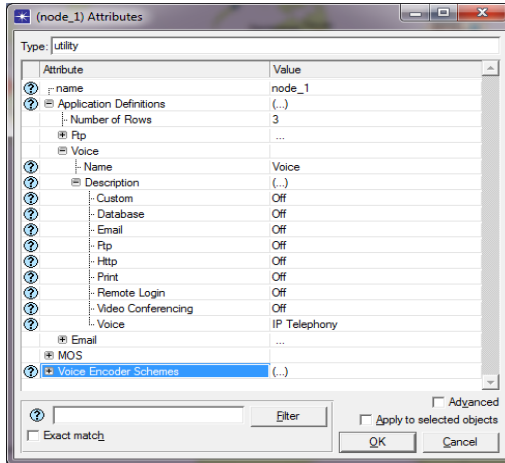 (node_1) Attributes
Type: utility
Attribute Value
name node_1
Application Definitions (...)
Number of Rows 3
Ftp ...
Voice
Name Voice
Description (...)
Custom Off
Database Off
Email Off
Ftp Off
Http Off
Print Off
Remote Login Off
Video Conferencing Off
Voice IP Telephony
Email ...
MOS
Voice Encoder Schemes (...)
Advanced
Filter
Apply to selected objects
Exact match
OK Cancel